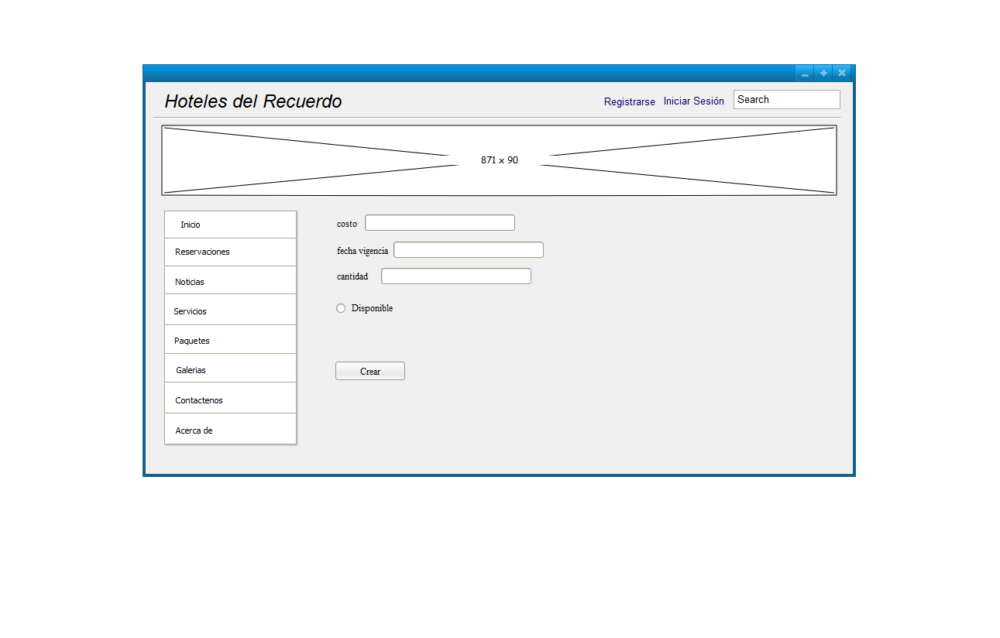 Hoteles del Recuerdo
Registrarse Iniciar Sesión Search
871 x 90
Inicio
Reservaciones
Noticias
Servicios
Paquetes
Galerias
Contactenos
Acerca de
costo
fecha vigencia
cantidad
Disponible
Crear